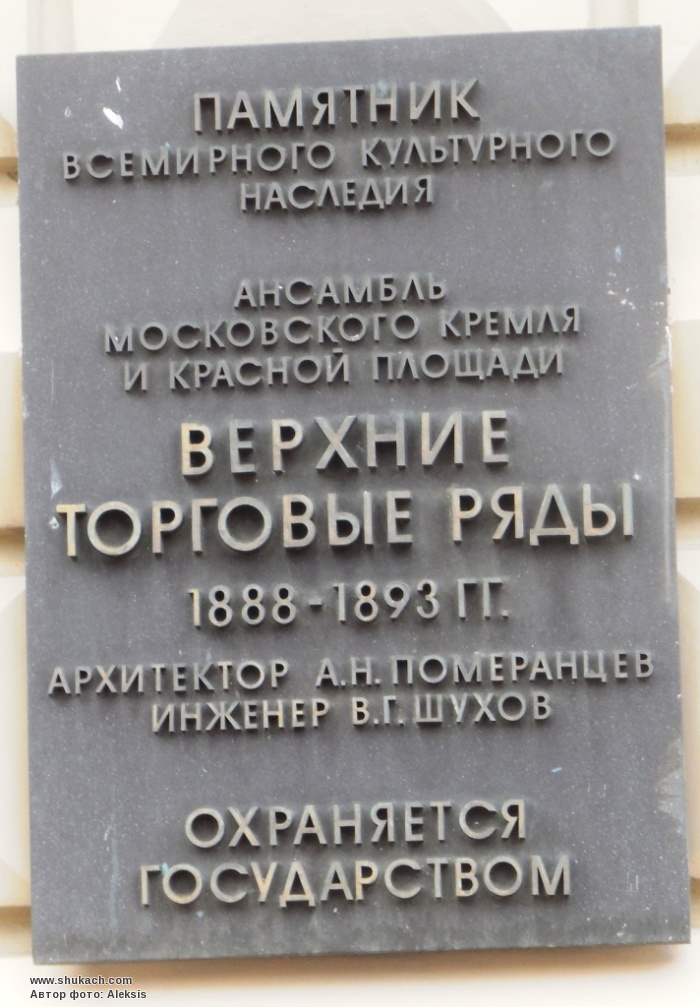 ПАМЯТНИК
ВСЕМИРНОГО КУЛЬТУРНОГО
НАСЛЕДИЯ
АНСАМБЛЬ
МОСКОВСКОГО КРЕМЛЯ
И КРАСНОЙ ПЛОЩАДИ
ВЕРХНИЕ
ТОРГОВЫЕ РЯДЫ
1888-1893 ГГ.
АРХИТЕКТОР А.Н. ПОМЕРАНЦЕВ
ИНЖЕНЕР В.Г. ШУХОВ
ОХРАНЯЕТСЯ
ГОСУДАРСТВОМ
www.shukach.com
Автор фото: Aleksis